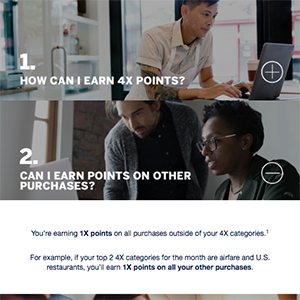 1.
HOW CAN I EARN 4X POINTS?
2.
CAN I EARN POINTS ON OTHER
PURCHASES?
You're earning 1X points on all purchases outside of your 4X categories.1
For example, if your top 2 4X categories for the month are airfare and U.S.
restaurants, you'll earn 1X points on all your other purchases.